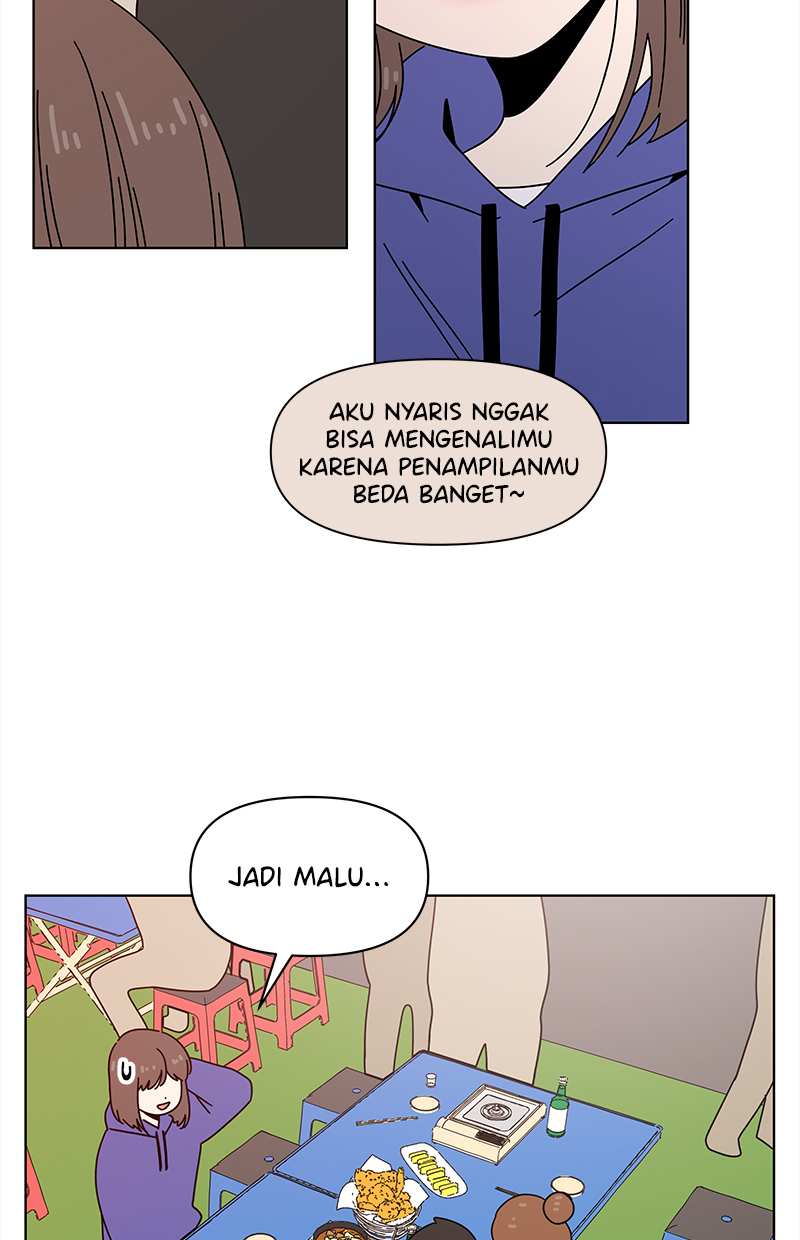 AKU NYARIS NGGAK
BISA MENGENALIMU
KARENA PENAMPILANMU
BEDA BANGET~
JADI MALU...